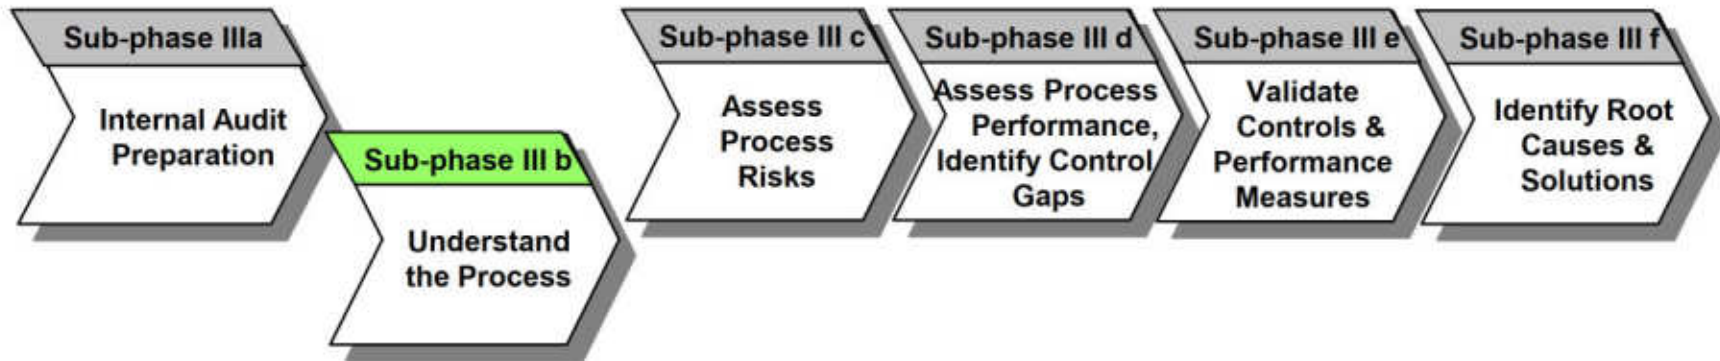 Sub-phase IIIa
Internal Audit
Preparation
Sub-phase III b
Understand
the Process
Sub-phase III c
Assess
Process
Risks
Sub-phase III d
Assess Process
Performance,
Identify Control
Gaps
Sub-phase III e
Validate
Controls &
Performance
Measures
Sub-phase III f
Identify Root
Causes &
Solutions